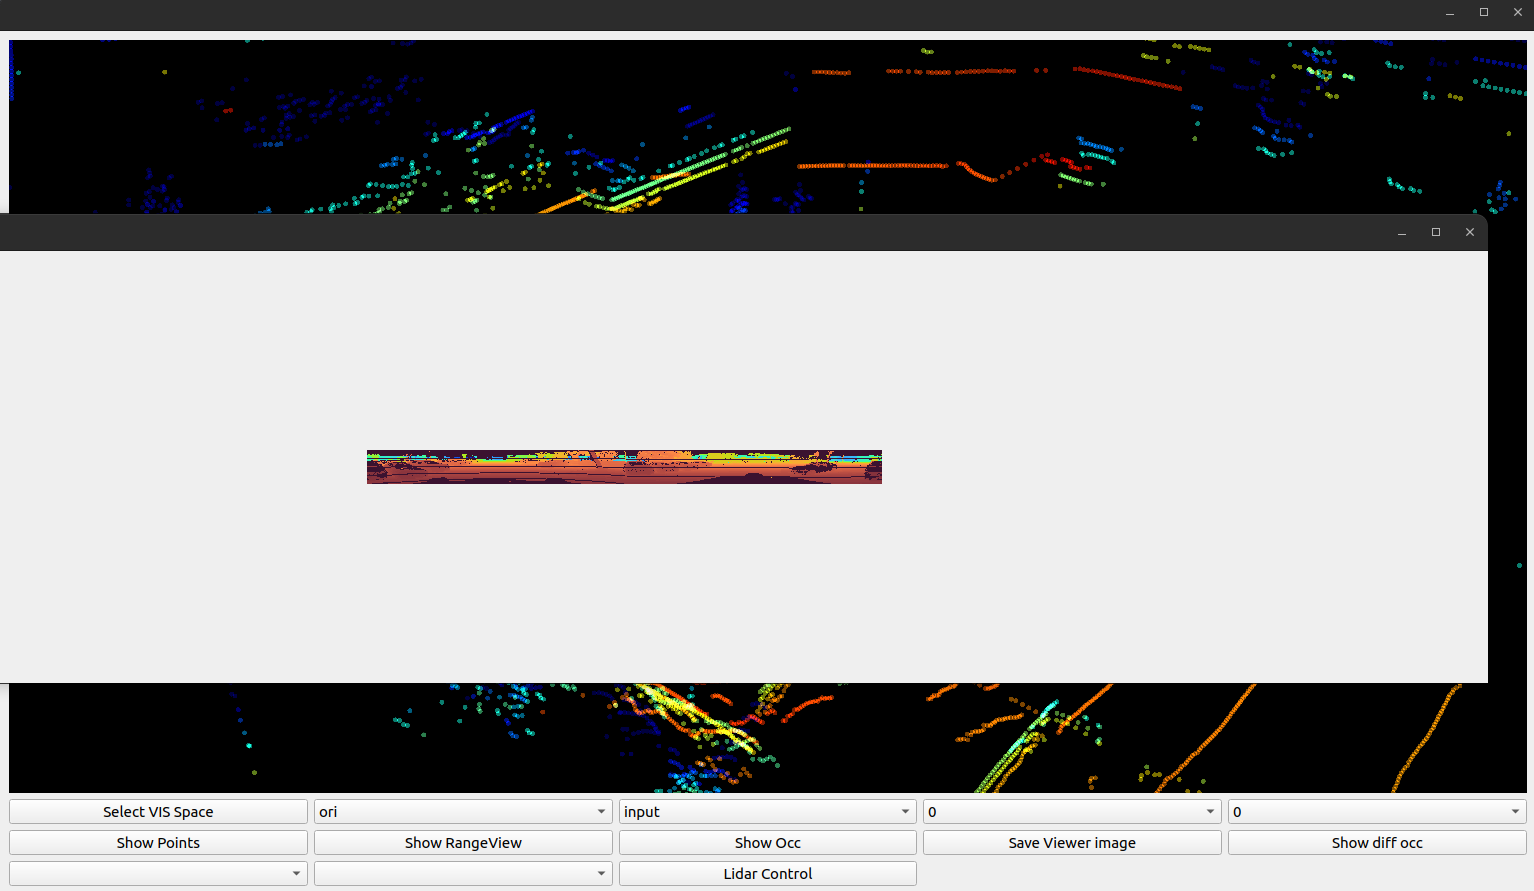 Select VIS Space
ori
input
0
0
Show Points
Show RangeView
Show Occ
Save Viewer image
Show diff occ
Lidar Control